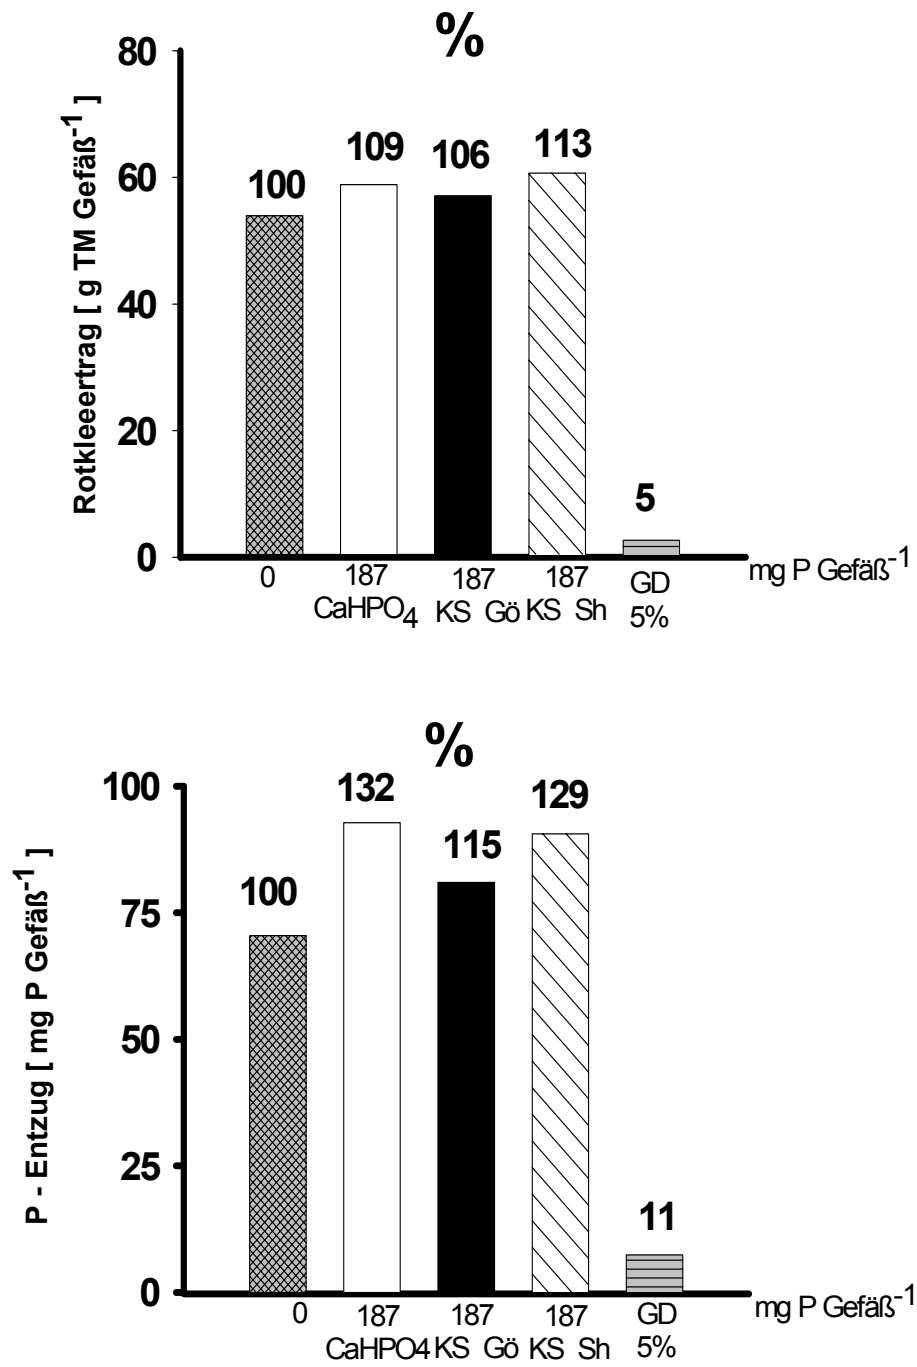 %
Rotkleeertrag [ g TM Gefäß-1 ]
80
60
40
20
0
100
109
106
113
5
0
187
187
187
GD
mg P Gefäß-1
CaHPO4
KS Gö
KS Sh
5%
%
P - Entzug [ mg P Gefäß-1 ]
100
75
50
25
0
100
132
115
129
11
0
187
187
187
GD
mg P Gefäß-1
CaHPO4
KS Gö
KS Sh
5%